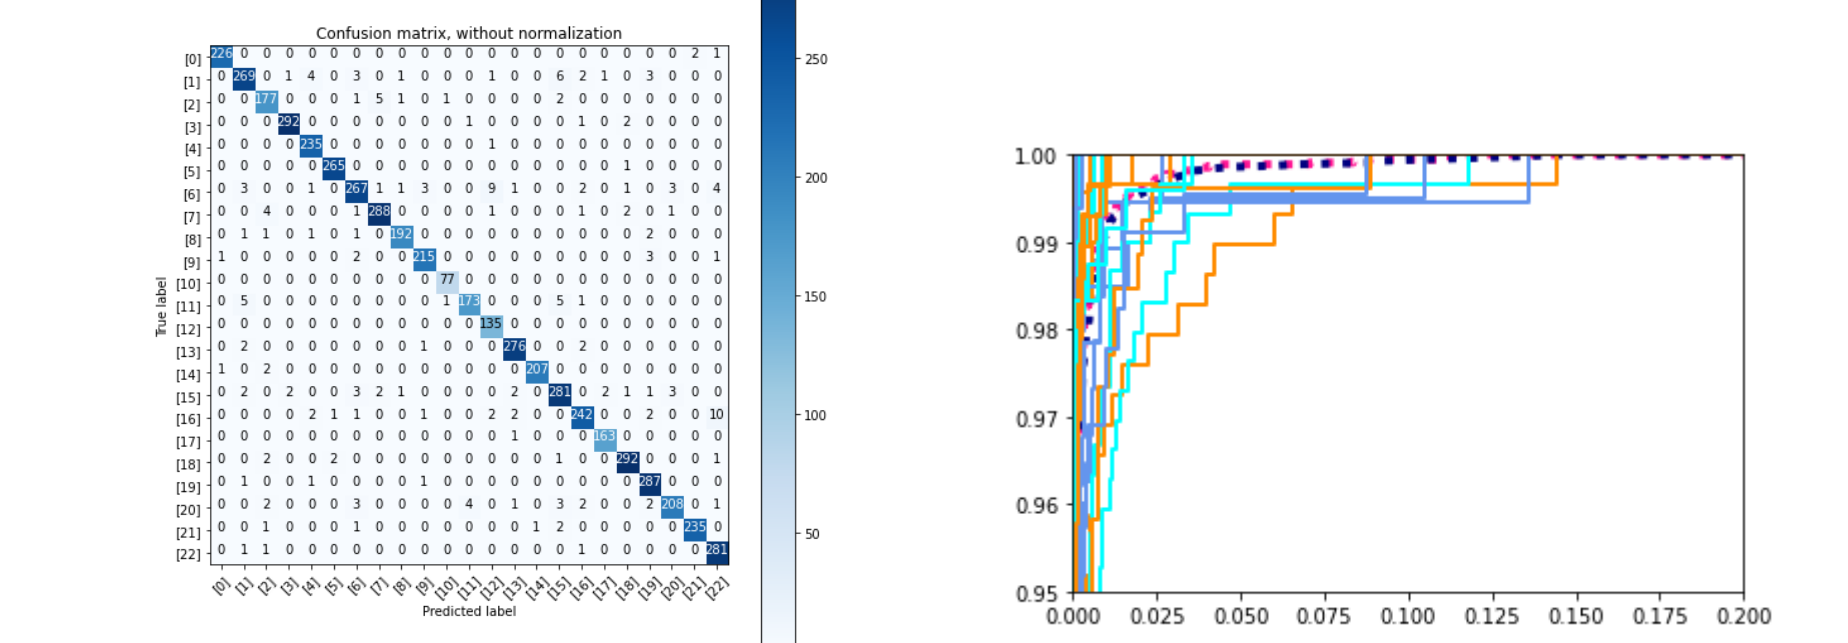 Confusion matrix, without normalization
[0] 226 0 0 0 0 0 0 0 0 0 0 0 0 0 0 0 0 0 0 0 0 2 1
[1] 0 269 0 1 4 0 3 0 1 0 0 0 1 0 0 6 2 1 0 3 0 0 0
[2] 0 0 177 0 0 0 1 5 1 0 1 0 0 0 0 2 0 0 0 0 0 0 0
[3] 0 0 0 292 0 0 0 0 0 0 0 1 0 0 0 0 1 0 2 0 0 0 0
[4] 0 0 0 0 235 0 0 0 0 0 0 0 1 0 0 0 0 0 0 0 0 0 0
[5] 0 0 0 0 0 265 0 0 0 0 0 0 0 0 0 0 0 0 1 0 0 0 0
[6] 0 3 0 0 1 0 267 1 1 3 0 0 9 1 0 0 2 0 1 0 3 0 4
[7] 0 0 4 0 0 0 1 288 0 0 0 0 1 0 0 0 1 0 2 0 1 0 0
[8] 0 1 1 0 1 0 1 0 192 0 0 0 0 0 0 0 0 0 0 2 0 0 0
[9] 1 0 0 0 0 0 2 0 0 215 0 0 0 0 0 0 0 0 0 3 0 0 1
[10] 0 0 0 0 0 0 0 0 0 0 77 0 0 0 0 0 0 0 0 0 0 0 0
[11] 0 5 0 0 0 0 0 0 0 0 1 173 0 0 0 5 1 0 0 0 0 0 0
[12] 0 0 0 0 0 0 0 0 0 0 0 0 135 0 0 0 0 0 0 0 0 0 0
[13] 0 2 0 0 0 0 0 0 0 1 0 0 0 276 0 0 2 0 0 0 0 0 0
[14] 1 0 2 0 0 0 0 0 0 0 0 0 0 0 207 0 0 0 0 0 0 0 0
[15] 0 2 0 2 0 0 3 2 1 0 0 0 0 2 0 281 0 2 1 1 3 0 0
[16] 0 0 0 0 2 1 1 0 0 1 0 0 2 2 0 0 242 0 0 2 0 0 10
[17] 0 0 0 0 0 0 0 0 0 0 0 0 0 1 0 0 0 163 0 0 0 0 0
[18] 0 0 2 0 0 2 0 0 0 0 0 0 0 0 0 1 0 0 292 0 0 0 1
[19] 0 1 0 0 1 0 0 0 0 1 0 0 0 0 0 0 0 0 0 287 0 0 0
[20] 0 0 2 0 0 0 3 0 0 0 0 4 0 1 0 3 2 0 0 2 208 0 1
[21] 0 0 1 0 0 0 1 0 0 0 0 0 0 0 1 2 0 0 0 0 0 235 0
[22] 0 1 1 0 0 0 0 0 0 0 0 0 0 0 0 0 1 0 0 0 0 0 281
[0] [1] [2] [3] [4] [5] [6] [7] [8] [9] [10] [11] [12] [13] [14] [15] [16] [17] [18] [19] [20] [21] [22]
True label
Predicted label
250
200
150
100
50
1.00
0.99
0.98
0.97
0.96
0.95
0.000 0.025 0.050 0.075 0.100 0.125 0.150 0.175 0.200